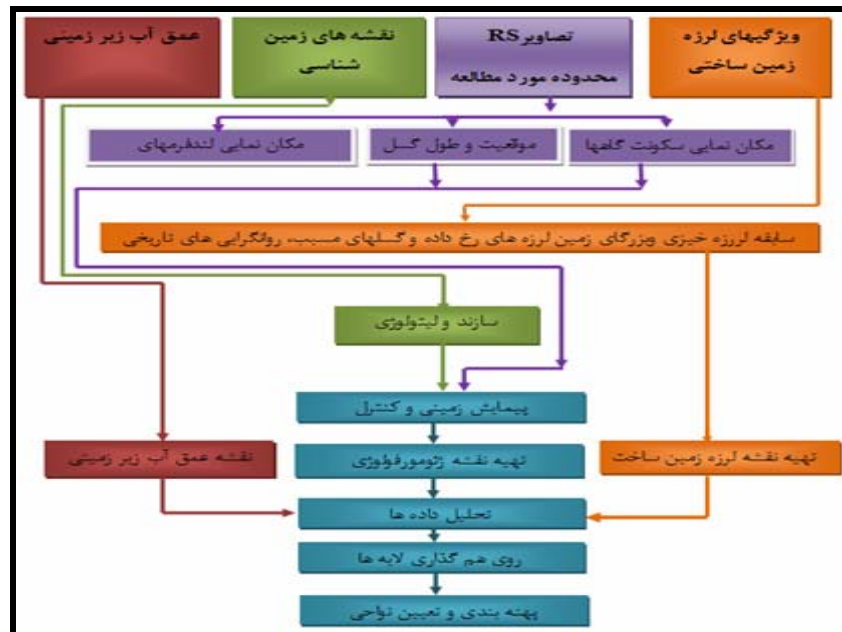 ویژگیهای لرزه
زمین ساختی
تصاویر RS
محدوده مورد مطالعه
نقشه های زمین
شناسی
عمق آب زیر زمینی
مکان نمایی سکونت گاهها
موقعیت و طول گسل
مکان نمایی لندفرمهای
سابقه لرزه خیزی ویزرگای زمین لرزه های رخ داده و گسلهای مسبب، روانگرایی های تاریخی
سازند و لیتولوژی
پیمایش زمینی و کنترل
تهیه نقشه لرزه زمین ساخت
تهیه نقشه ژئومورفولوژی
نقشه عمق آب زیر زمینی
تحلیل داده ها
روی هم گذاری لایه ها
پهنه بندی و تعیین نواحی